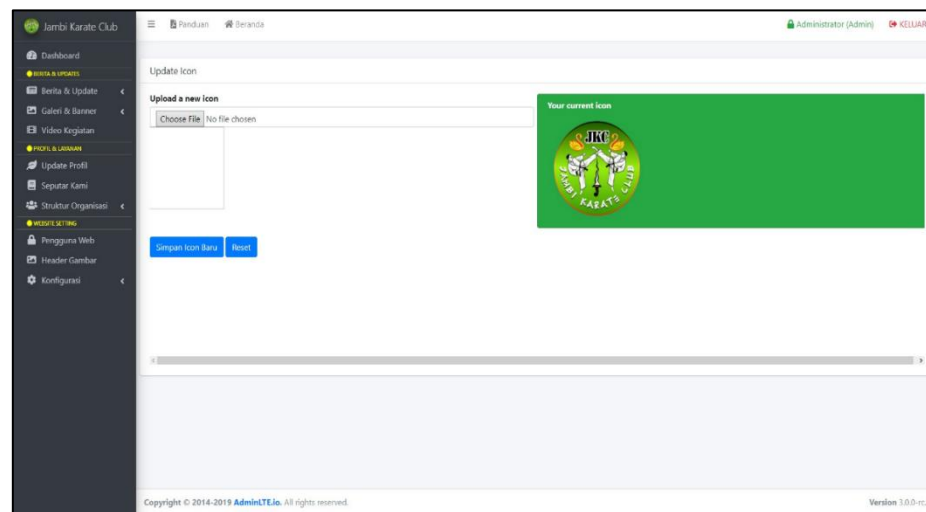 Jambi Karate Club
Panduan
Beranda
Administrator (Admin)
KELUAR
Dashboard
BERITA & UPDATES
Berita & Update
Galeri & Banner
Video Kegiatan
PROFIL & LAYANAN
Update Profil
Seputar Kami
Struktur Organisasi
WEBSITE SETTING
Pengguna Web
Header Gambar
Konfigurasi
Update Icon
Upload a new icon
Choose File No file chosen
Simpan Icon Baru
Reset
Your current icon
JKC
JAMBI KARATE CLUB
Copyright © 2014-2019 AdminLTE.io. All rights reserved.
Version 3.0.0-rc.